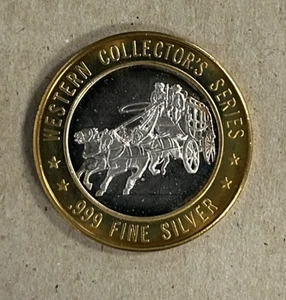 WESTERN COLLECTOR'S SERIES
.999 FINE SILVER